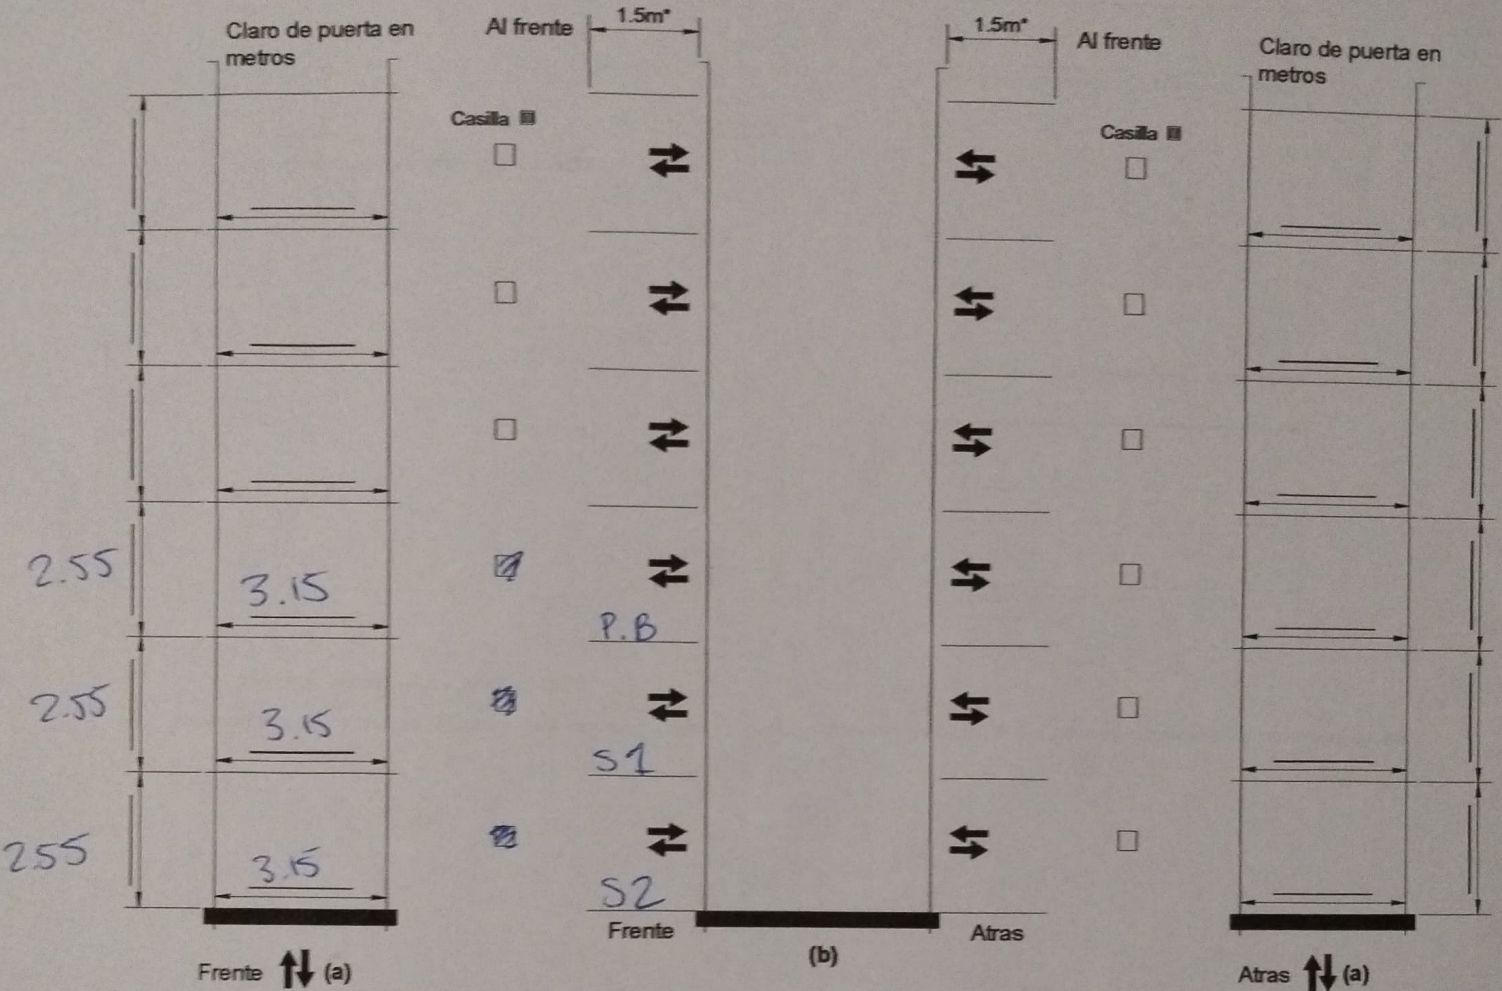 Claro de puerta en
metros
Al frente
1.5m*
1.5m*
Al frente
Claro de puerta en
metros
Casilla
Casilla
2.55
3.15
P.B
2.55
3.15
S1
255
3.15
S2
Frente
Atras
(b)
Frente (a)
Atras (a)